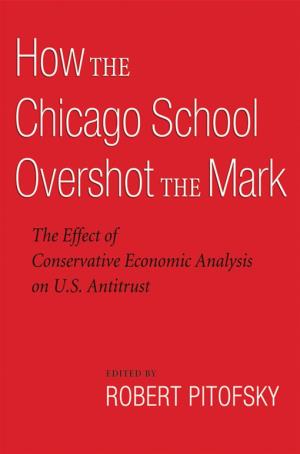 How THE
Chicago School
Overshot THE Mark
The Effect of
Conservative Economic Analysis
on U.S. Antitrust
EDITED BY
ROBERT PITOFSKY